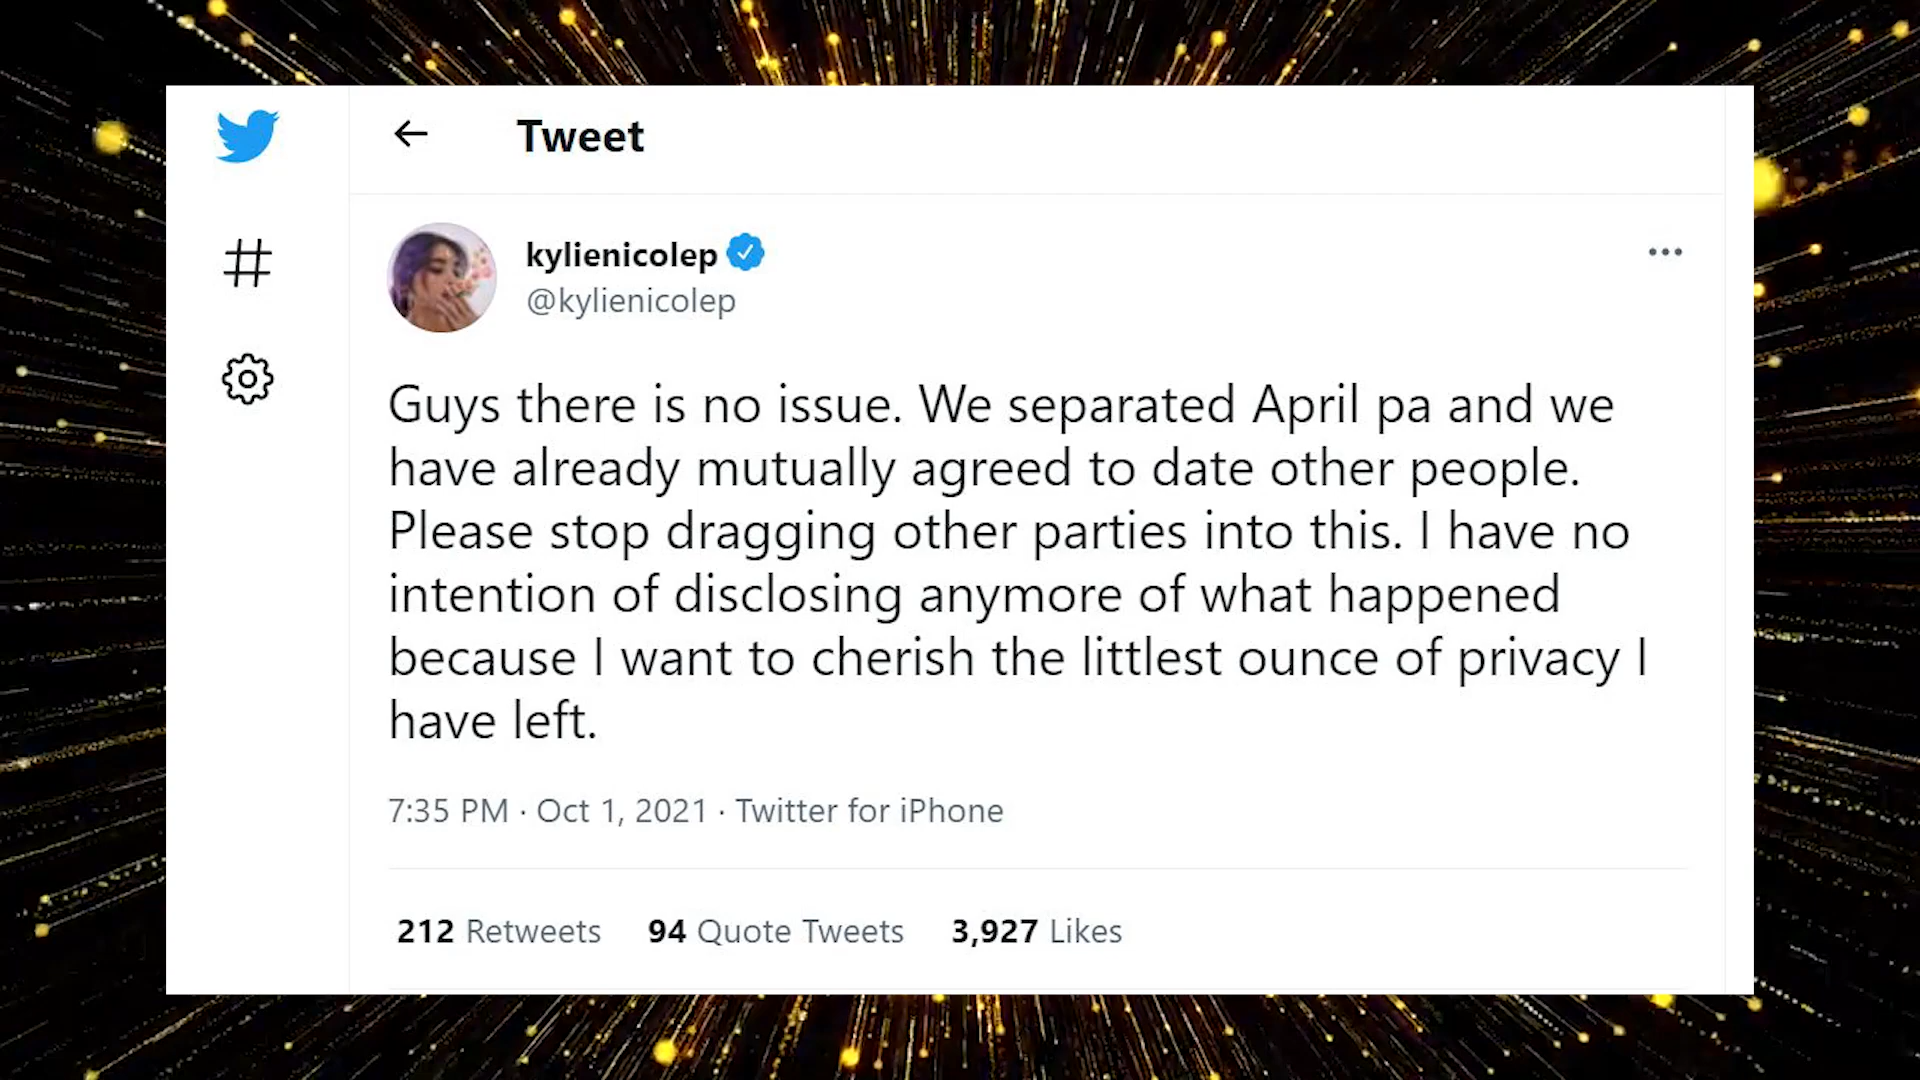 Tweet
kylienicolep
@kylienicolep
Guys there is no issue. We separated April pa and we
have already mutually agreed to date other people.
Please stop dragging other parties into this. I have no
intention of disclosing anymore of what happened
because I want to cherish the littlest ounce of privacy I
have left.
7:35 PM · Oct 1, 2021 · Twitter for iPhone
212 Retweets 94 Quote Tweets 3,927 Likes